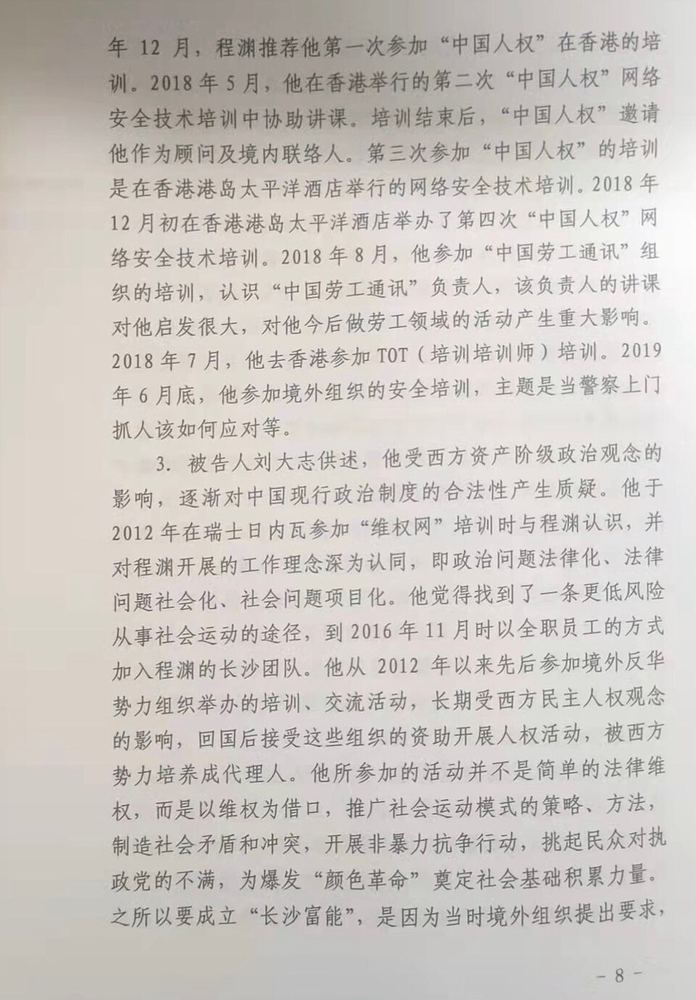 年 12 月，程渊推荐他第一次参加“中国人权”在香港的培
训。2018 年 5 月，他在香港举行的第二次“中国人权”网络
安全技术培训中协助讲课。培训结束后，“中国人权”邀请
他作为顾问及境内联络人。第三次参加“中国人权”的培训
是在香港港岛太平洋酒店举行的网络安全技术培训。2018 年
12 月初在香港港岛太平洋酒店举办了第四次“中国人权”网
络安全技术培训。2018 年 8 月，他参加“中国劳工通讯”组
织的培训，认识“中国劳工通讯”负责人，该负责人的讲课
对他启发很大，对他今后做劳工领域的活动产生重大影响。
2018 年 7 月，他去香港参加 TOT（培训培训师）培训。2019
年 6 月底，他参加境外组织的安全培训，主题是当警察上门
抓人该如何应对等。
3. 被告人刘大志供述，他受西方资产阶级政治观念的
影响，逐渐对中国现行政治制度的合法性产生质疑。他于
2012 年在瑞士日内瓦参加“维权网”培训时与程渊认识，并
对程渊开展的工作理念深为认同，即政治问题法律化、法律
问题社会化、社会问题项目化。他觉得找到了一条更低风险
从事社会运动的途径，到 2016 年 11 月时以全职员工的方式
加入程渊的长沙团队。他从 2012 年以来先后参加境外反华
势力组织举办的培训、交流活动，长期受西方民主人权观念
的影响，回国后接受这些组织的资助开展人权活动，被西方
势力培养成代理人。他所参加的活动并不是简单的法律维
权，而是以维权为借口，推广社会运动模式的策略、方法，
制造社会矛盾和冲突，开展非暴力抗争行动，挑起民众对执
政党的不满，为爆发“颜色革命”奠定社会基础积累力量。
之所以要成立“长沙富能”，是因为当时境外组织提出要求，
- 8 -